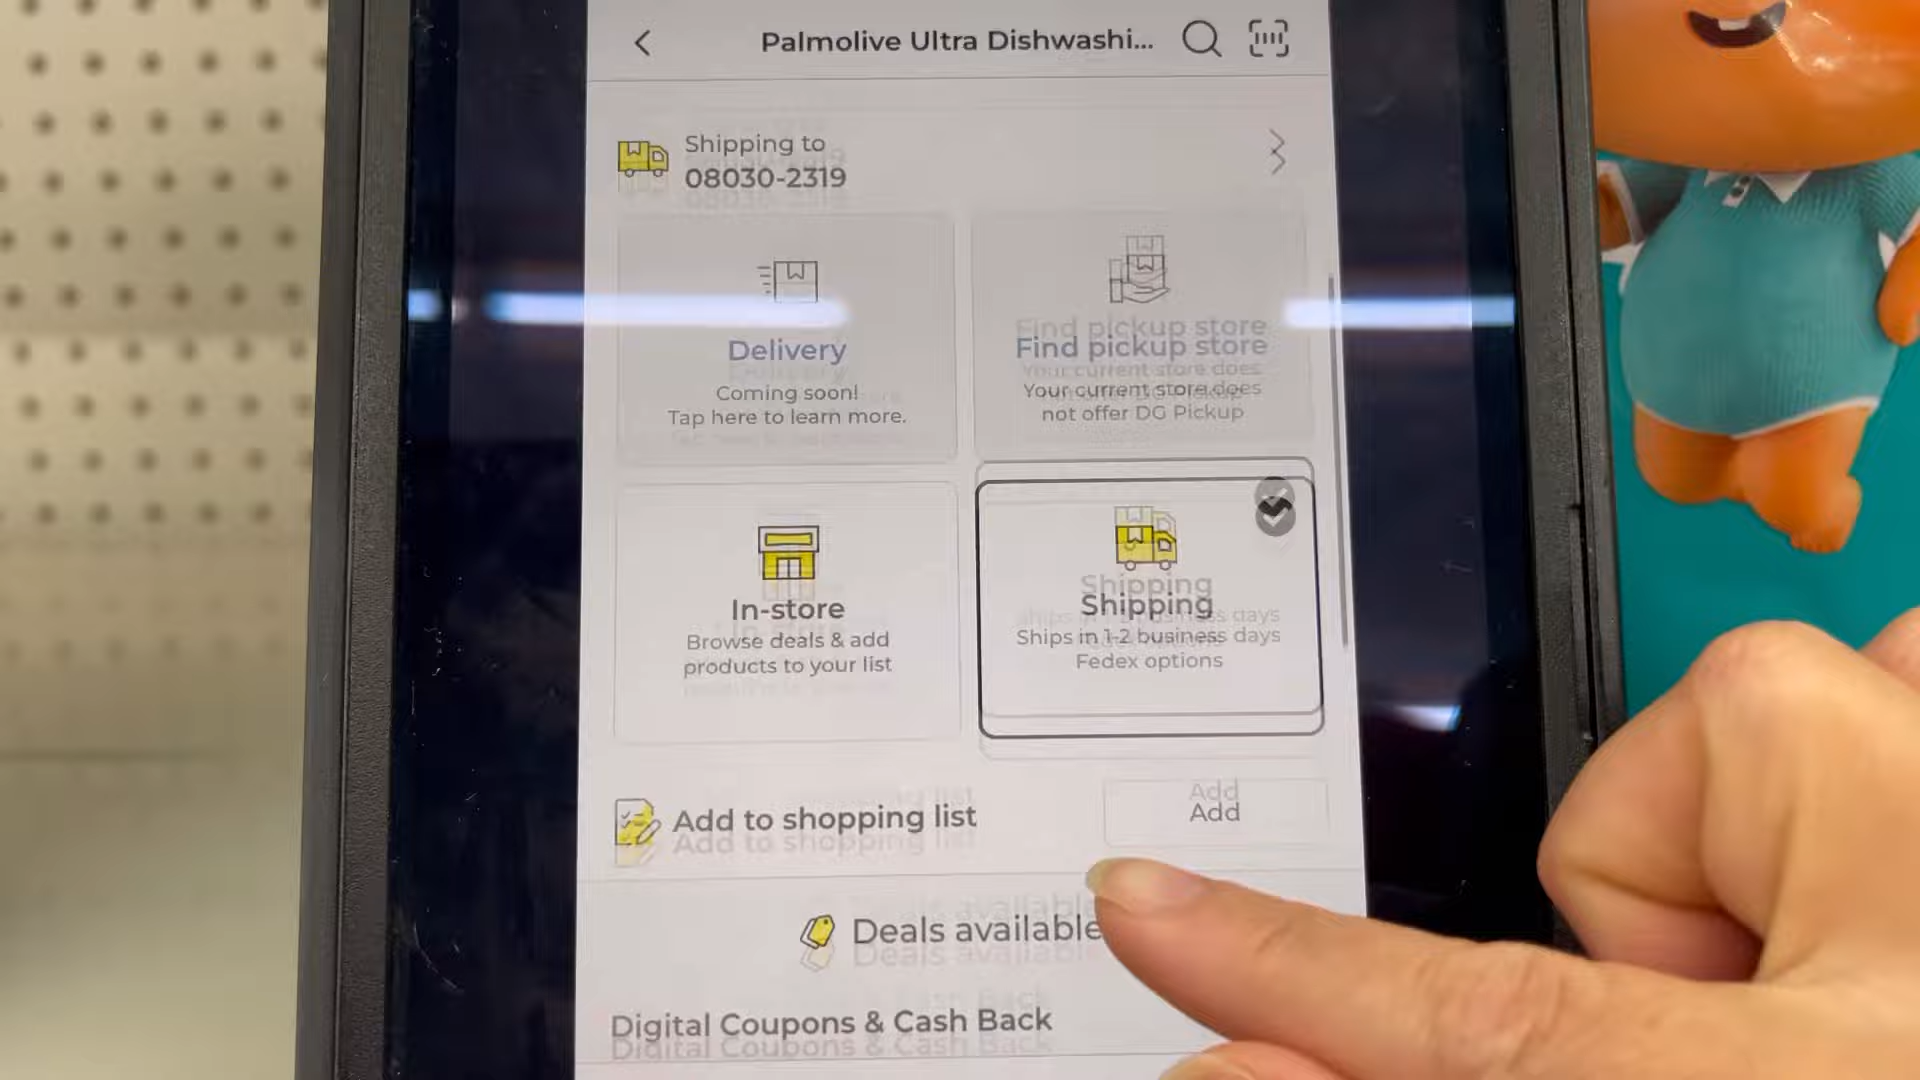 Palmolive Ultra Dishwashi...
Shipping to
08030-2319
Delivery
Coming soon!
Tap here to learn more.
Find pickup store
Your current store does
not offer DG Pickup
In-store
Browse deals & add
products to your list
Shipping
Ships in 1-2 business days
Fedex options
Add to shopping list
Add
Deals available
Digital Coupons & Cash Back